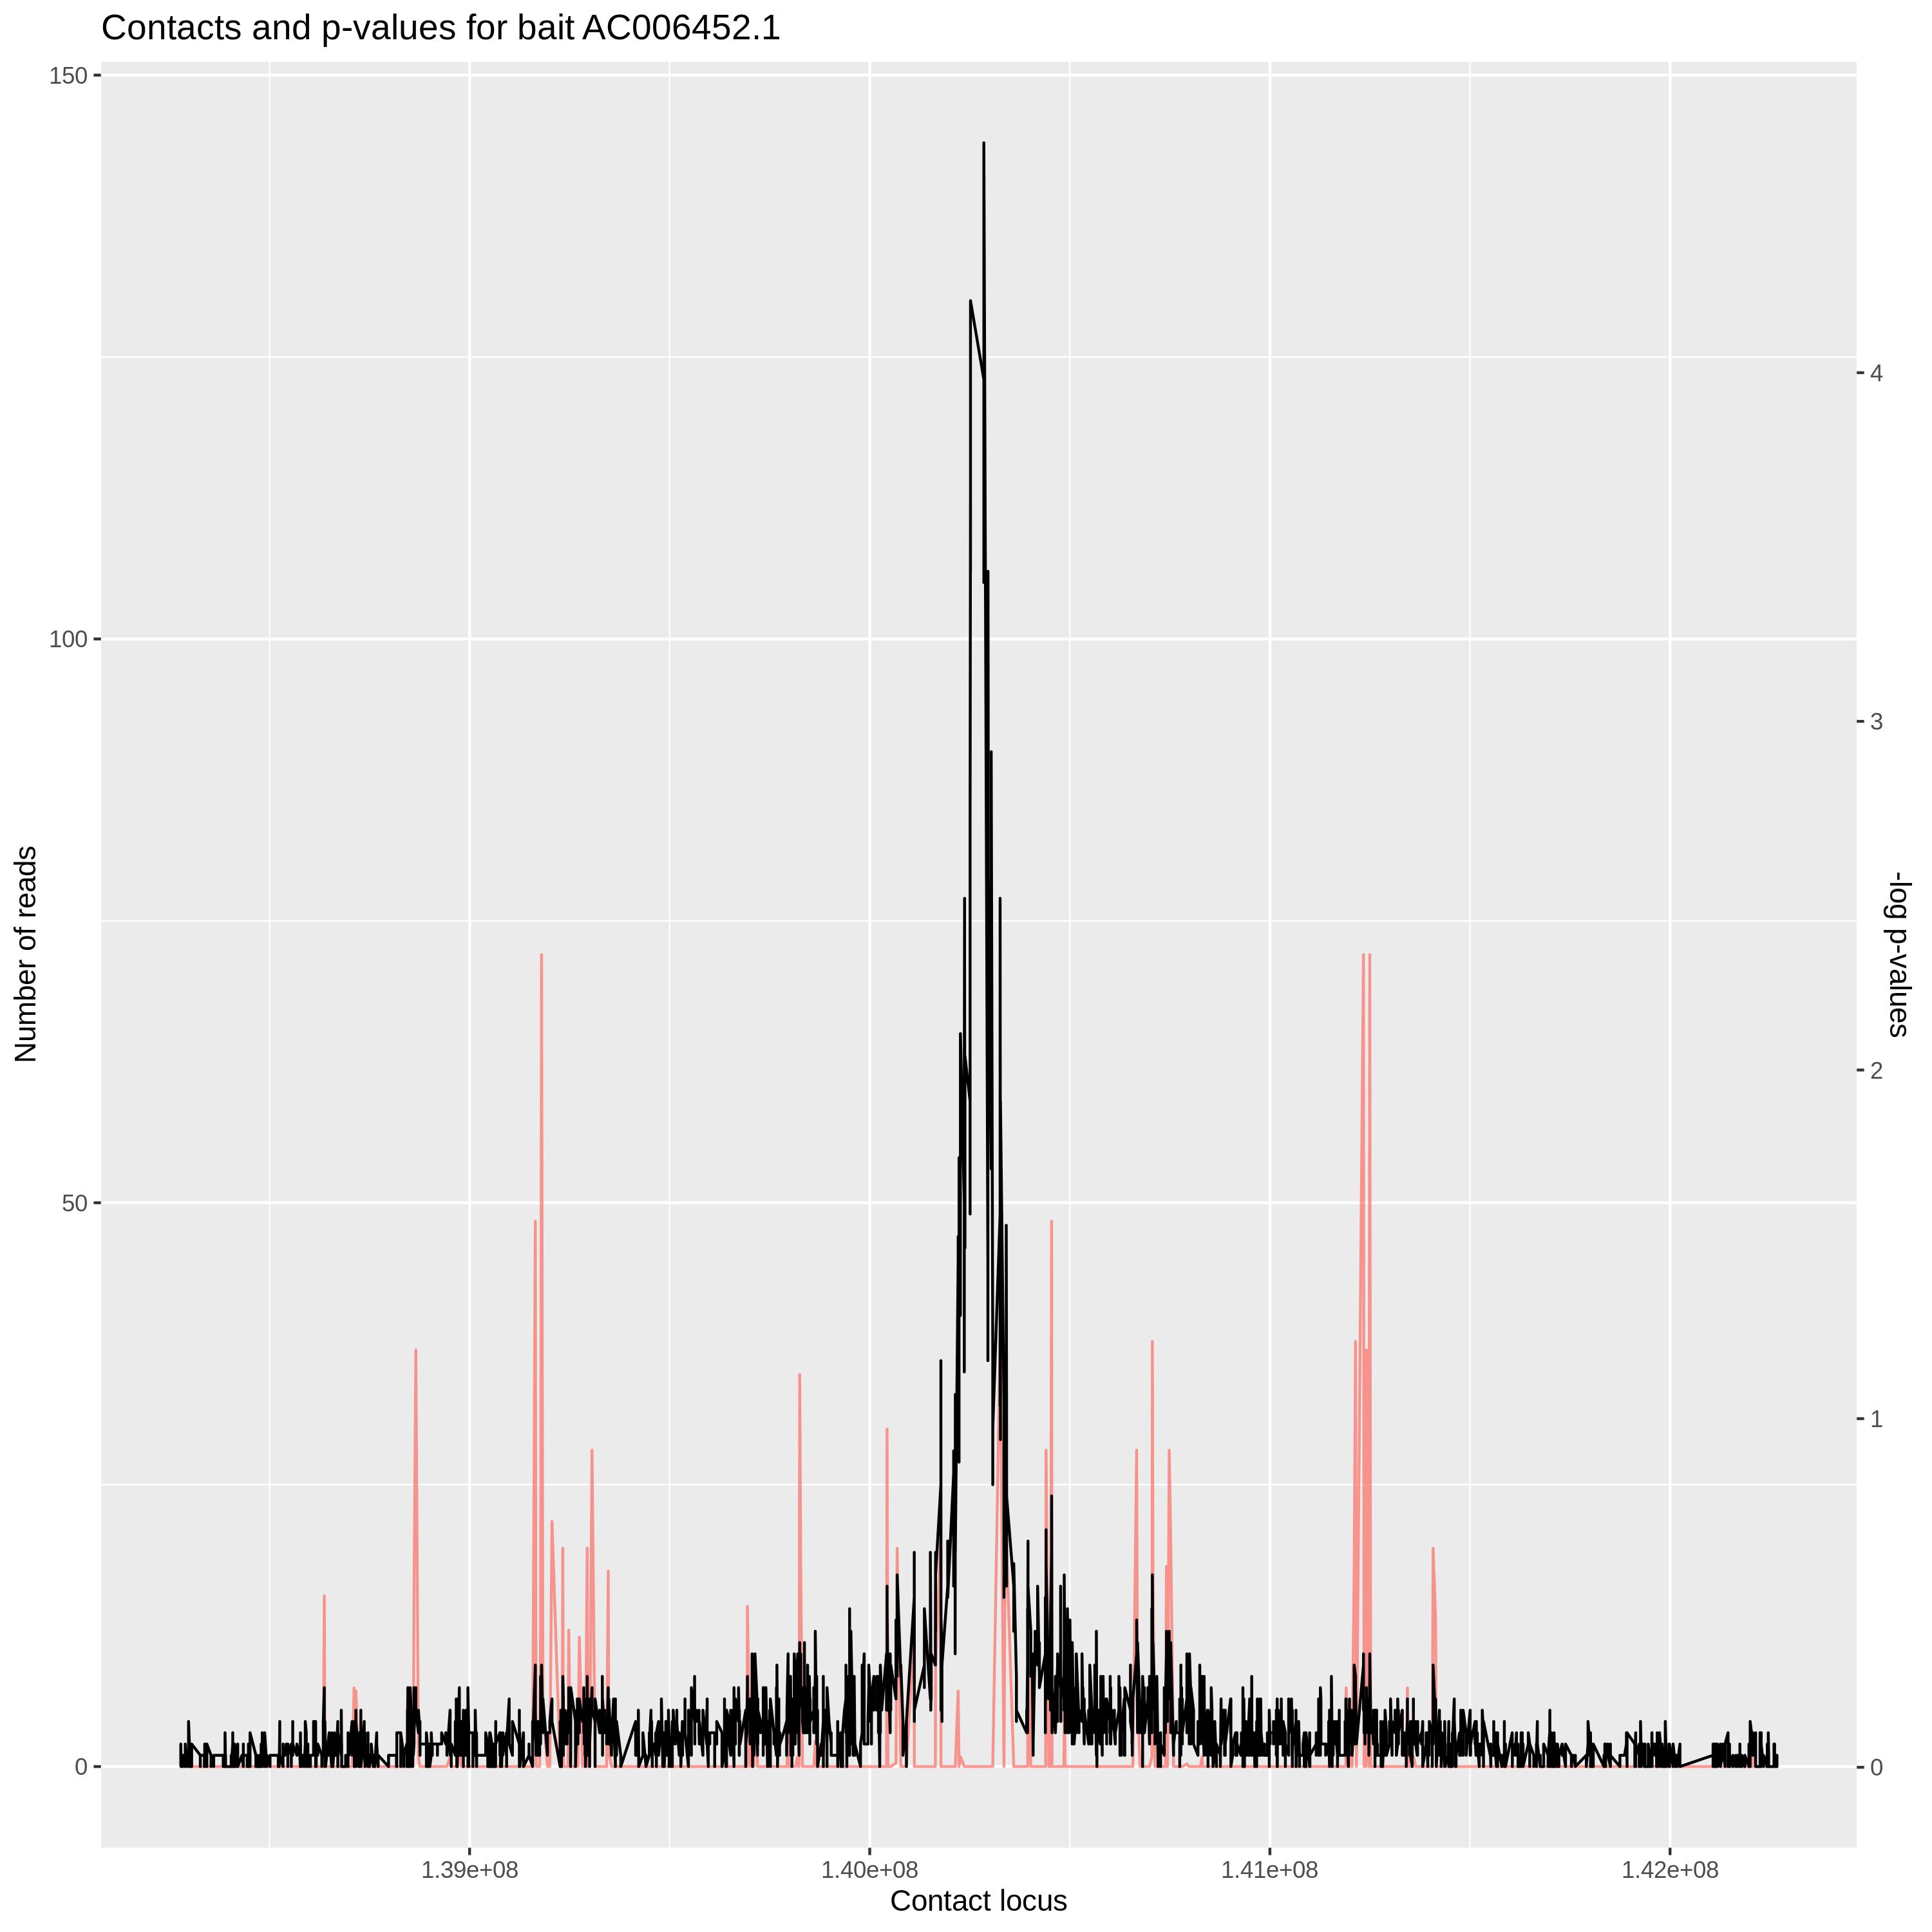 Contacts and p-values for bait AC006452.1
150
100
50
0
Number of reads
4
3
2
1
0
-log p-values
1.39e+08
1.40e+08
1.41e+08
1.42e+08
Contact locus